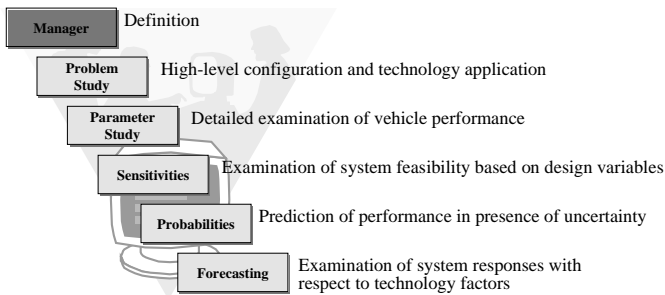 Manager
Definition
Problem
Study
High-level configuration and technology application
Parameter
Study
Detailed examination of vehicle performance
Sensitivities
Examination of system feasibility based on design variables
Probabilities
Prediction of performance in presence of uncertainty
Forecasting
Examination of system responses with
respect to technology factors